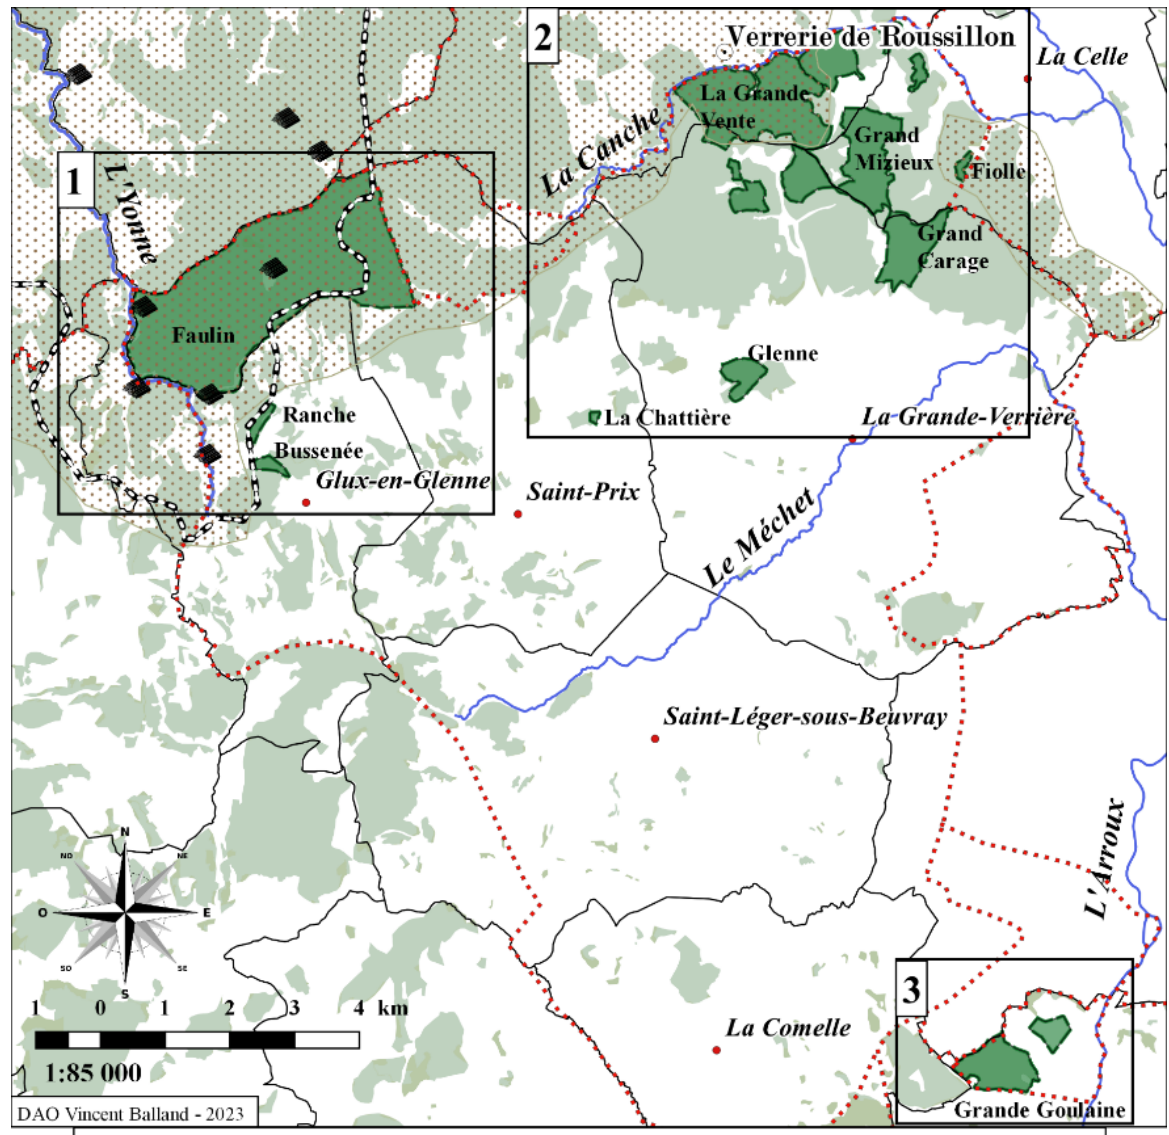 2
Verrerie de Roussillon
La Celle
La Grande
Vente
La Canche
Grand
Mizieux
Fiolle
1
L'Yonne
Grand
Carage
Faulin
Glenne
Ranche
La Chattière
La Grande-Verrière
Bussenée
Glux-en-Glenne
Saint-Prix
Le Méchet
Saint-Léger-sous-Beuvray
L'Arroux
N
NO
NE
O
E
SO
SE
S
3
1 0 1 2 3 4 km
La Comelle
1:85 000
DAO Vincent Balland - 2023
Grande Goulaine